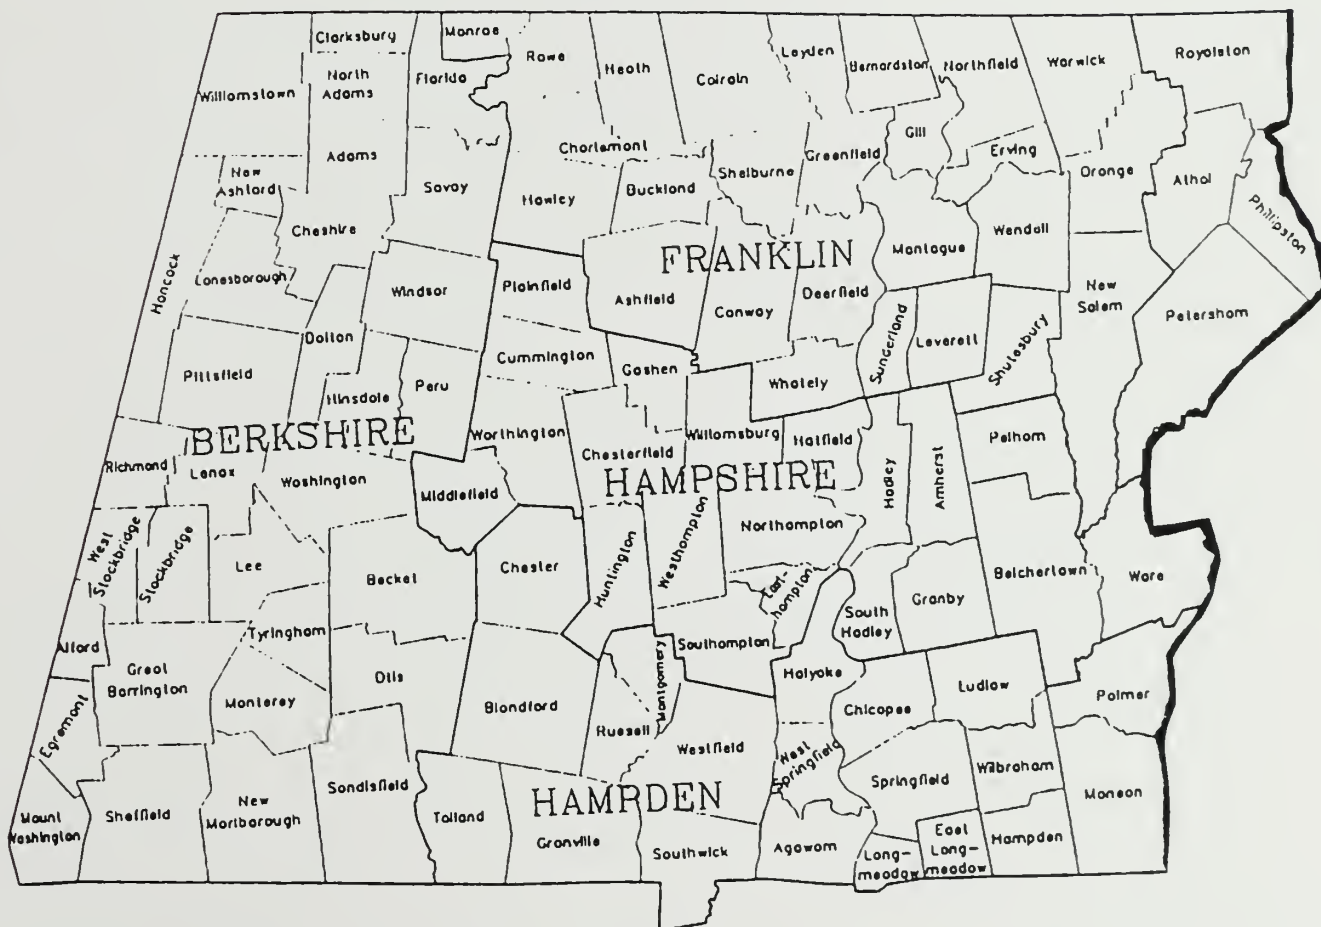 Clarksburg
Monroe
Rowe
Heath
Colrain
Leyden
Bernardston
Northfield
Warwick
Royalston
Williamstown
North
Adams
Florida
Gill
Erving
Orange
Athol
Phillipston
Adams
Charlemont
Greenfield
Shelburne
Buckland
New
Ashford
Savoy
Hawley
Cheshire
FRANKLIN
Montague
Wendall
Hancock
Lanesborough
Windsor
Plainfield
Ashfield
Conway
Deerfield
New
Salem
Petersham
Dalton
Cummington
Goshen
Whately
Sunderland
Leverett
Shutesbury
Pittsfield
Hinsdale
Peru
BERKSHIRE
Worthington
Chesterfield
Williamsburg
Hatfield
Hadley
Amherst
Pelham
Richmond
Lenox
Washington
Middlefield
HAMPSHIRE
Northampton
West
Stockbridge
Stockbridge
Lee
Becket
Chester
Huntington
Westhampton
East-
hampton
South
Hadley
Granby
Belchertown
Ware
Alford
Great
Barrington
Tyringham
Otis
Blandford
Montgomery
Southampton
Holyoke
Ludlow
Palmer
Egremont
Monterey
Russell
Westfield
West
Springfield
Chicopee
Springfield
Wilbraham
Monson
Mount
Washington
Sheffield
New
Marlborough
Sandisfield
Tolland
HAMPDEN
Granville
Southwick
Agawam
Long-
meadow
East
Long-
meadow
Hampden